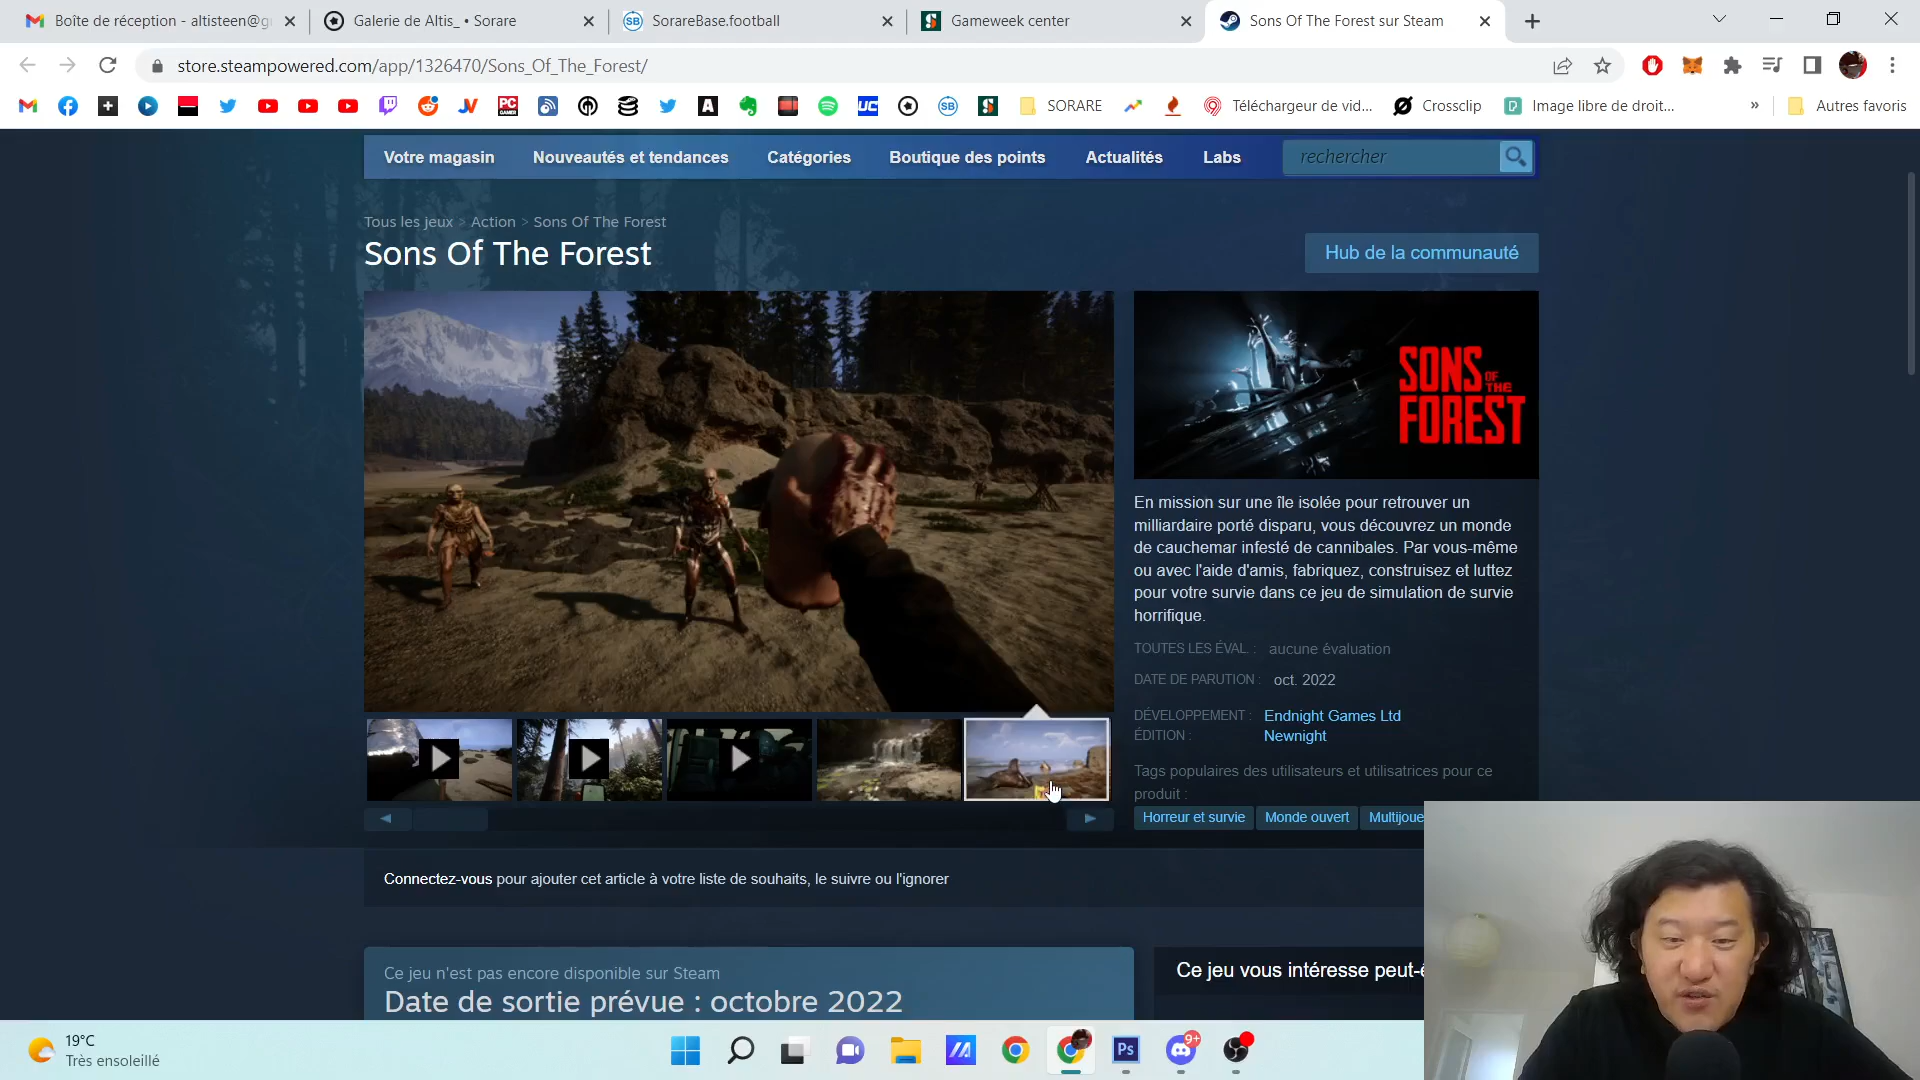 Boîte de réception - altisteen@g
Galerie de Altis_ • Sorare
SorareBase.football
Gameweek center
Sons Of The Forest sur Steam
store.steampowered.com/app/1326470/Sons_Of_The_Forest/
SORARE
Téléchargeur de vid...
Crossclip
Image libre de droit...
»
Autres favoris
Votre magasin
Nouveautés et tendances
Catégories
Boutique des points
Actualités
Labs
rechercher
Tous les jeux > Action > Sons Of The Forest
Sons Of The Forest
Hub de la communauté
SONS OF THE FOREST
En mission sur une île isolée pour retrouver un
milliardaire porté disparu, vous découvrez un monde
de cauchemar infesté de cannibales. Par vous-même
ou avec l'aide d'amis, fabriquez, construisez et luttez
pour votre survie dans ce jeu de simulation de survie
horrifique.
TOUTES LES ÉVAL. : aucune évaluation
DATE DE PARUTION : oct. 2022
DÉVELOPPEMENT : Endnight Games Ltd
ÉDITION : Newnight
Tags populaires des utilisateurs et utilisatrices pour ce
produit :
Horreur et survie
Monde ouvert
Multijoue
Connectez-vous pour ajouter cet article à votre liste de souhaits, le suivre ou l'ignorer
Ce jeu n'est pas encore disponible sur Steam
Date de sortie prévue : octobre 2022
Ce jeu vous intéresse peut-ê
19°C
Très ensoleillé
Ps
9+